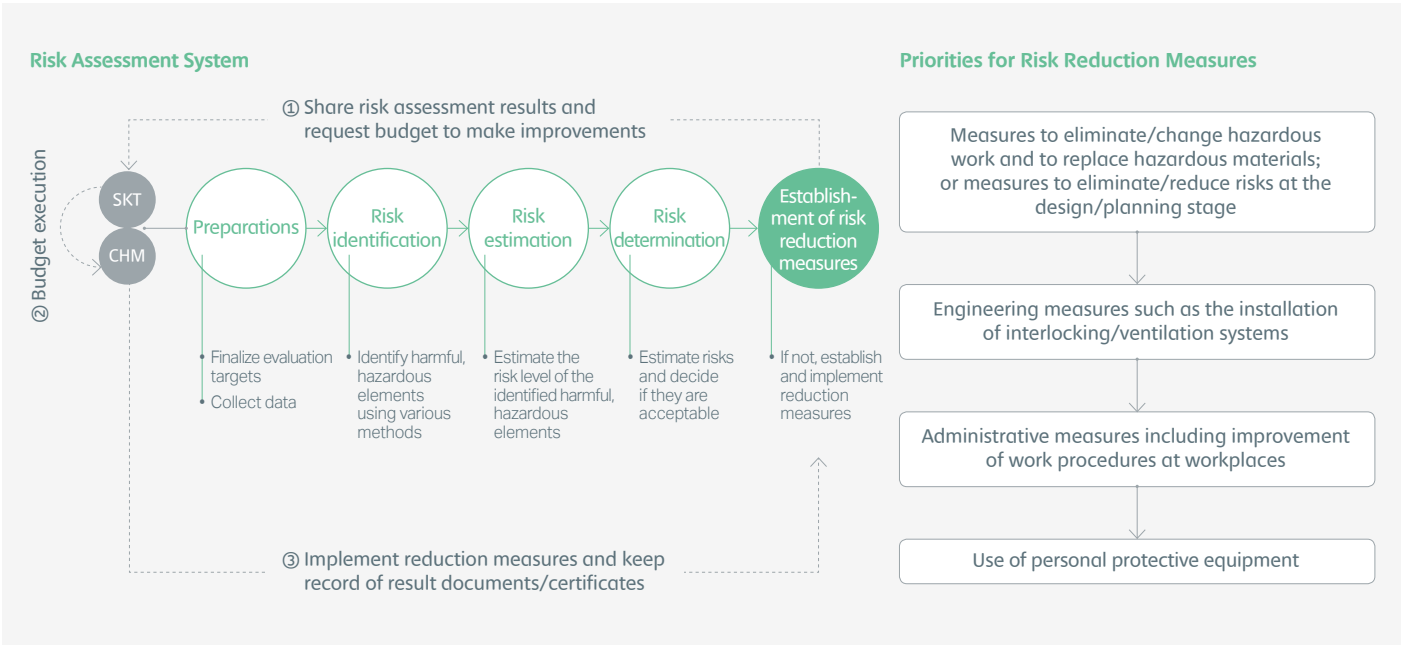 Risk Assessment System
① Share risk assessment results and
request budget to make improvements
② Budget execution
SKT
CHM
Preparations
Risk
identification
Risk
estimation
Risk
determination
Establish-
ment of risk
reduction
measures
• Finalize evaluation
targets
• Collect data
• Identify harmful,
hazardous
elements
using various
methods
• Estimate the
risk level of the
identified harmful,
hazardous
elements
• Estimate risks
and decide
if they are
acceptable
• If not, establish
and implement
reduction
measures
③ Implement reduction measures and keep
record of result documents/certificates
Priorities for Risk Reduction Measures
Measures to eliminate/change hazardous
work and to replace hazardous materials;
or measures to eliminate/reduce risks at the
design/planning stage
Engineering measures such as the installation
of interlocking/ventilation systems
Administrative measures including improvement
of work procedures at workplaces
Use of personal protective equipment